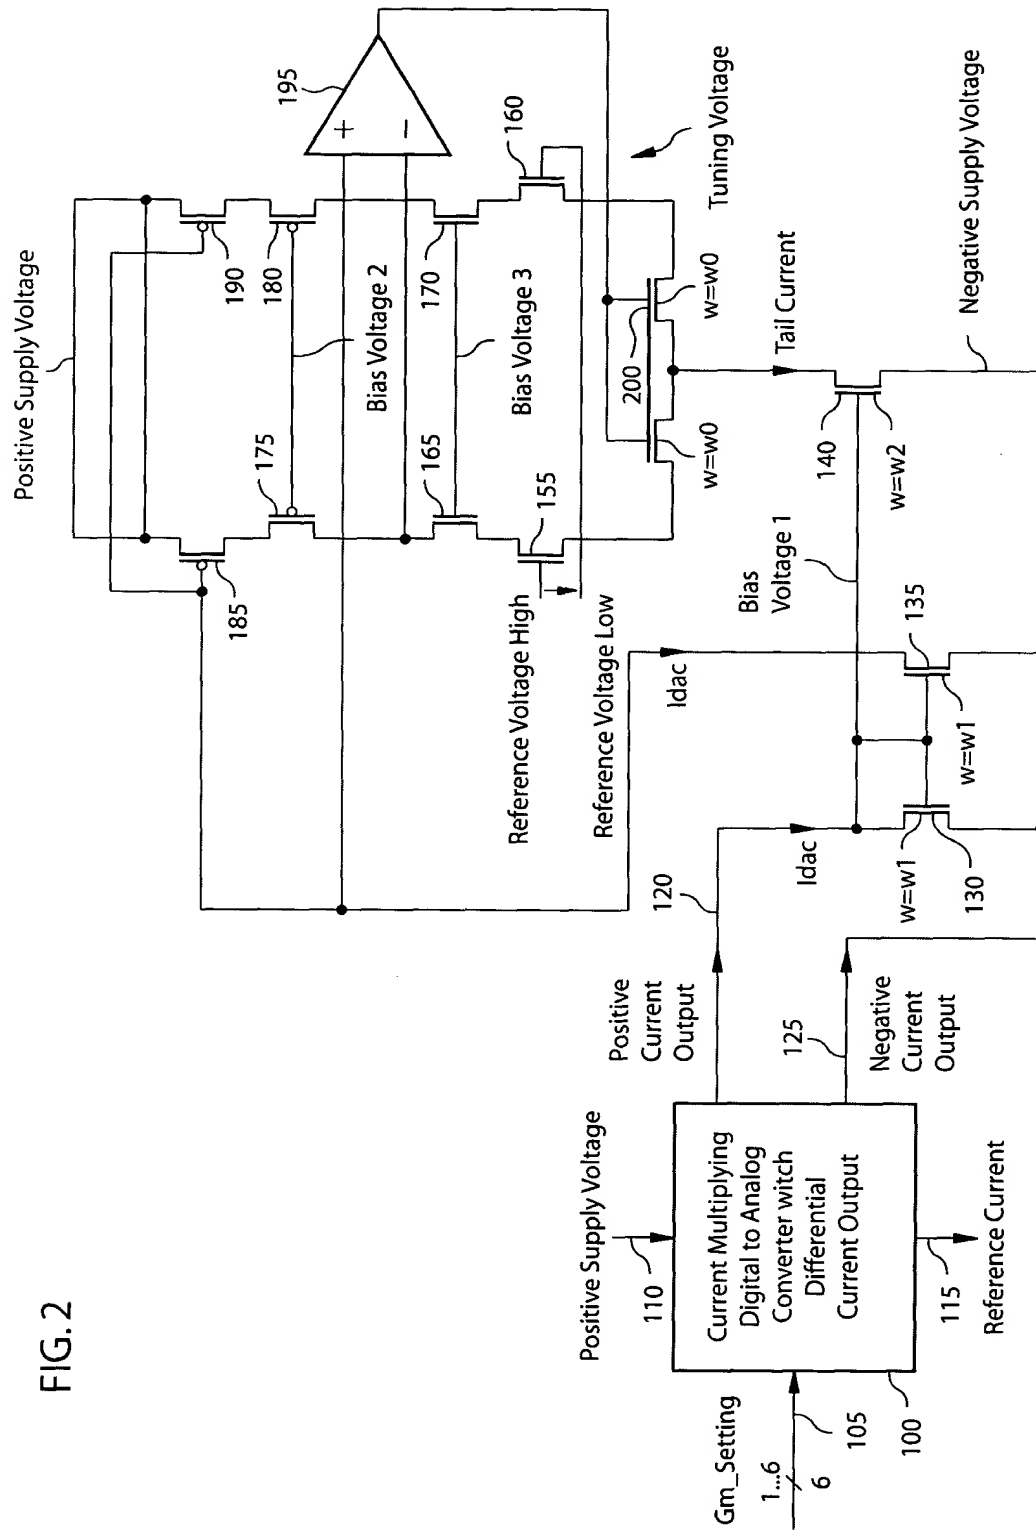 FIG. 2
Gm_Setting
1...6
6
105
100
Positive Supply Voltage
110
Current Multiplying
Digital to Analog
Converter witch
Differential
Current Output
115
Reference Current
Positive
Current
Output
120
125
Negative
Current
Output
Idac
w=w1
130
Idac
135
w=w1
Bias
Voltage 1
140
w=w2
Tail Current
Negative Supply Voltage
Positive Supply Voltage
185
190
175
180
Bias Voltage 2
165
170
Bias Voltage 3
155
160
Reference Voltage High
Reference Voltage Low
195
+
−
200
w=w0
w=w0
Tuning Voltage